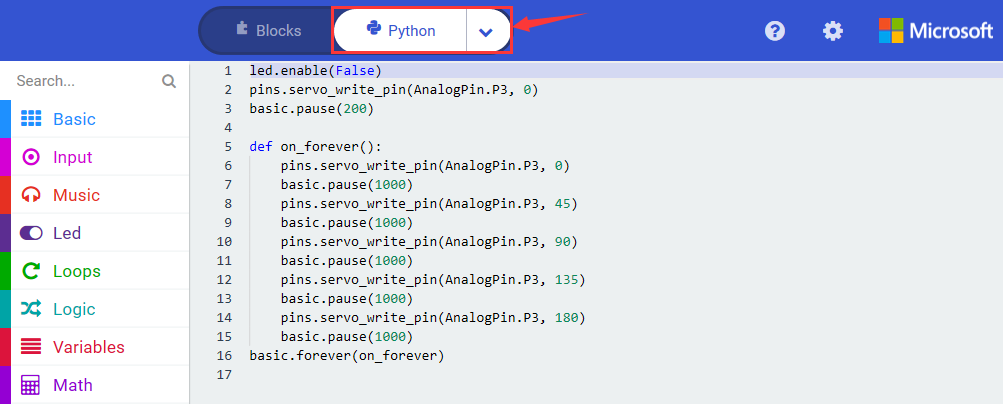 Blocks
Python
Microsoft
Search...
Basic
Input
Music
Led
Loops
Logic
Variables
Math
1 led.enable(False)
2 pins.servo_write_pin(AnalogPin.P3, 0)
3 basic.pause(200)
4
5 def on_forever():
6     pins.servo_write_pin(AnalogPin.P3, 0)
7     basic.pause(1000)
8     pins.servo_write_pin(AnalogPin.P3, 45)
9     basic.pause(1000)
10     pins.servo_write_pin(AnalogPin.P3, 90)
11     basic.pause(1000)
12     pins.servo_write_pin(AnalogPin.P3, 135)
13     basic.pause(1000)
14     pins.servo_write_pin(AnalogPin.P3, 180)
15     basic.pause(1000)
16 basic.forever(on_forever)
17